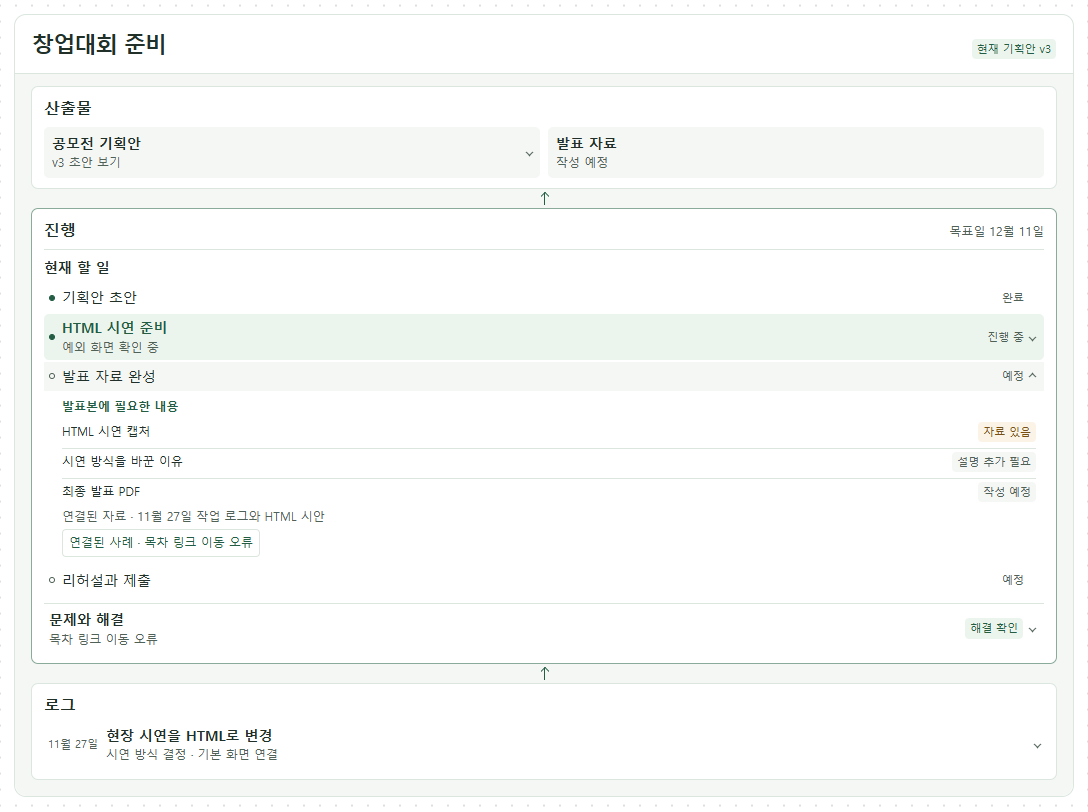 창업대회 준비
현재 기획안 v3
산출물
공모전 기획안
v3 초안 보기
발표 자료
작성 예정
진행
목표일 12월 11일
현재 할 일
기획안 초안
완료
HTML 시연 준비
예외 화면 확인 중
진행 중
발표 자료 완성
예정
발표본에 필요한 내용
HTML 시연 캡처
자료 있음
시연 방식을 바꾼 이유
설명 추가 필요
최종 발표 PDF
작성 예정
연결된 자료 · 11월 27일 작업 로그와 HTML 시안
연결된 사례 · 목차 링크 이동 오류
리허설과 제출
예정
문제와 해결
목차 링크 이동 오류
해결 확인
로그
11월 27일
현장 시연을 HTML로 변경
시연 방식 결정 · 기본 화면 연결